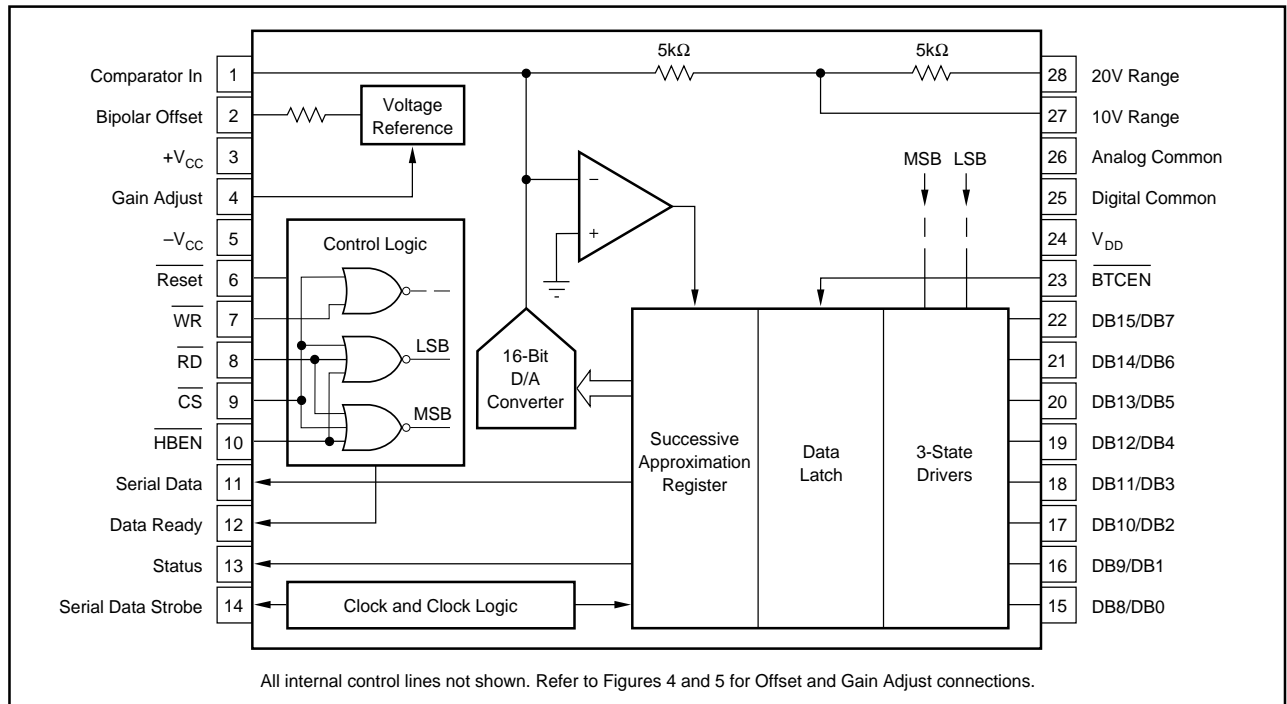 5kΩ 5kΩ
Comparator In 1 28 20V Range
Bipolar Offset 2 Voltage Reference 27 10V Range
+VCC 3 26 Analog Common
MSB LSB
Gain Adjust 4 − 25 Digital Common
–VCC 5 Control Logic + 24 VDD
Reset 6 23 BTCEN
WR 7 22 DB15/DB7
RD 8 LSB 21 DB14/DB6
16-Bit
D/A
Converter
CS 9 20 DB13/DB5
MSB
HBEN 10 19 DB12/DB4
Successive
Approximation
Register
Data
Latch
3-State
Drivers
Serial Data 11 18 DB11/DB3
Data Ready 12 17 DB10/DB2
Status 13 16 DB9/DB1
Serial Data Strobe 14 Clock and Clock Logic 15 DB8/DB0
All internal control lines not shown. Refer to Figures 4 and 5 for Offset and Gain Adjust connections.